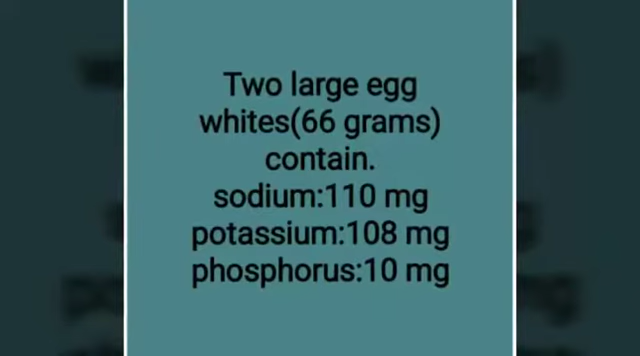 Two large egg
whites(66 grams)
contain.
sodium:110 mg
potassium:108 mg
phosphorus:10 mg